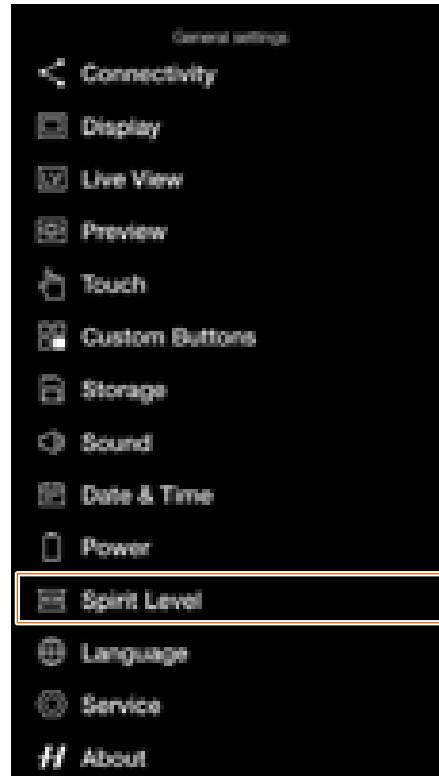 General settings
Connectivity
Display
Live View
Preview
Touch
Custom Buttons
Storage
Sound
Date & Time
Power
Spirit Level
Language
Service
About